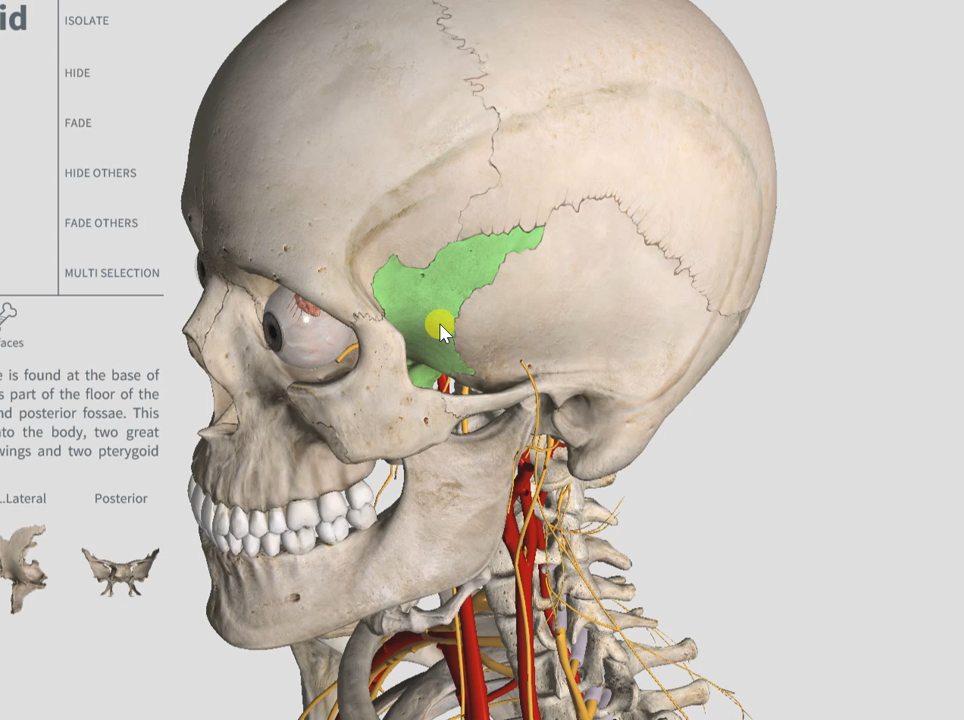 id
ISOLATE
HIDE
FADE
HIDE OTHERS
FADE OTHERS
MULTI SELECTION
faces
e is found at the base of
s part of the floor of the
nd posterior fossae. This
nto the body, two great
wings and two pterygoid
...Lateral
Posterior